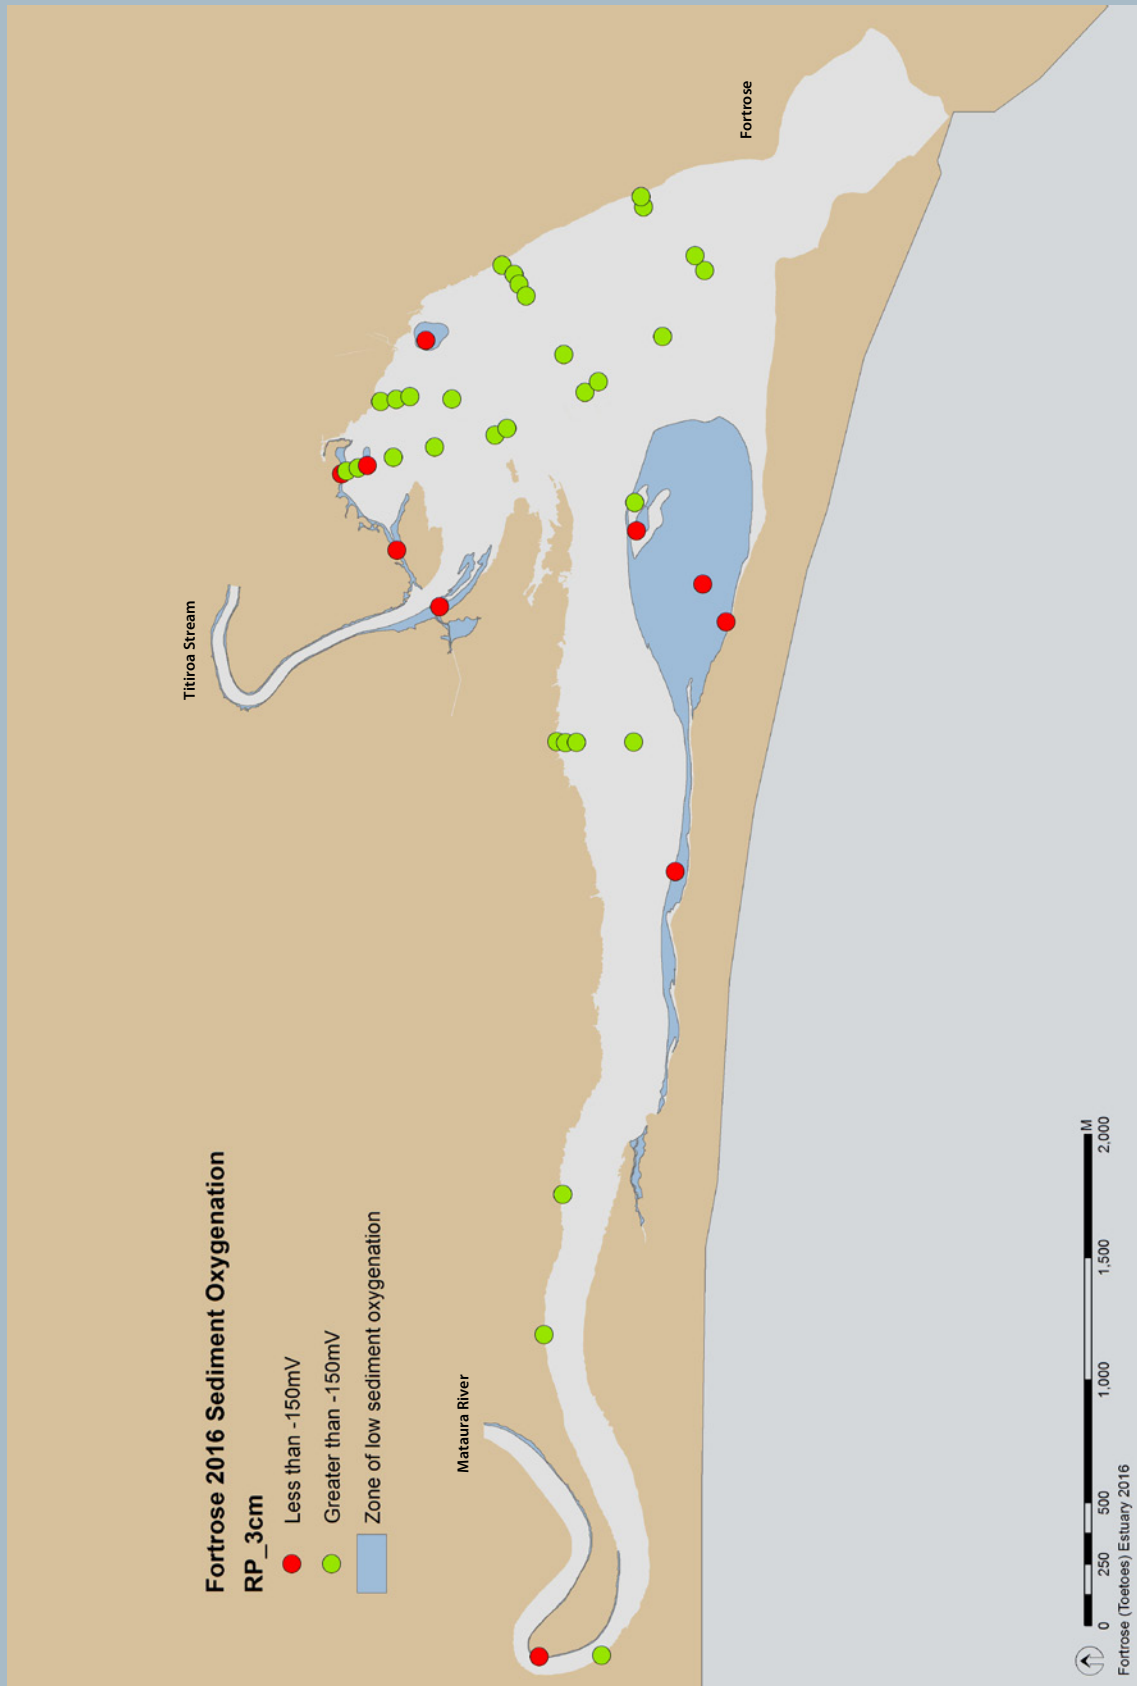 Fortrose 2016 Sediment Oxygenation
RP_3cm
Less than -150mV
Greater than -150mV
Zone of low sediment oxygenation
Mataura River
Titiroa Stream
Fortrose
0 250 500 1,000 1,500 2,000
M
Fortrose (Toetoes) Estuary 2016